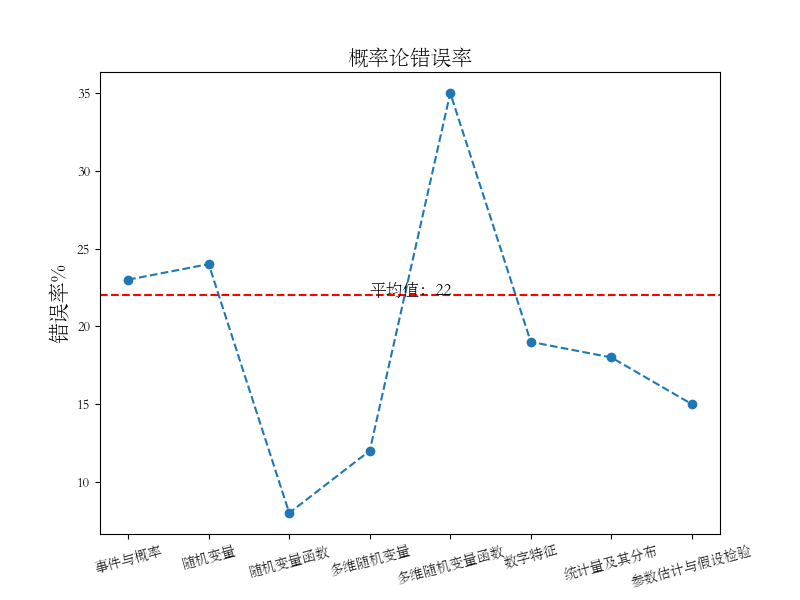 概率论错误率
错误率%
35
30
25
20
15
10
平均值：22
事件与概率
随机变量
随机变量函数
多维随机变量
多维随机变量函数
数字特征
统计量及其分布
参数估计与假设检验